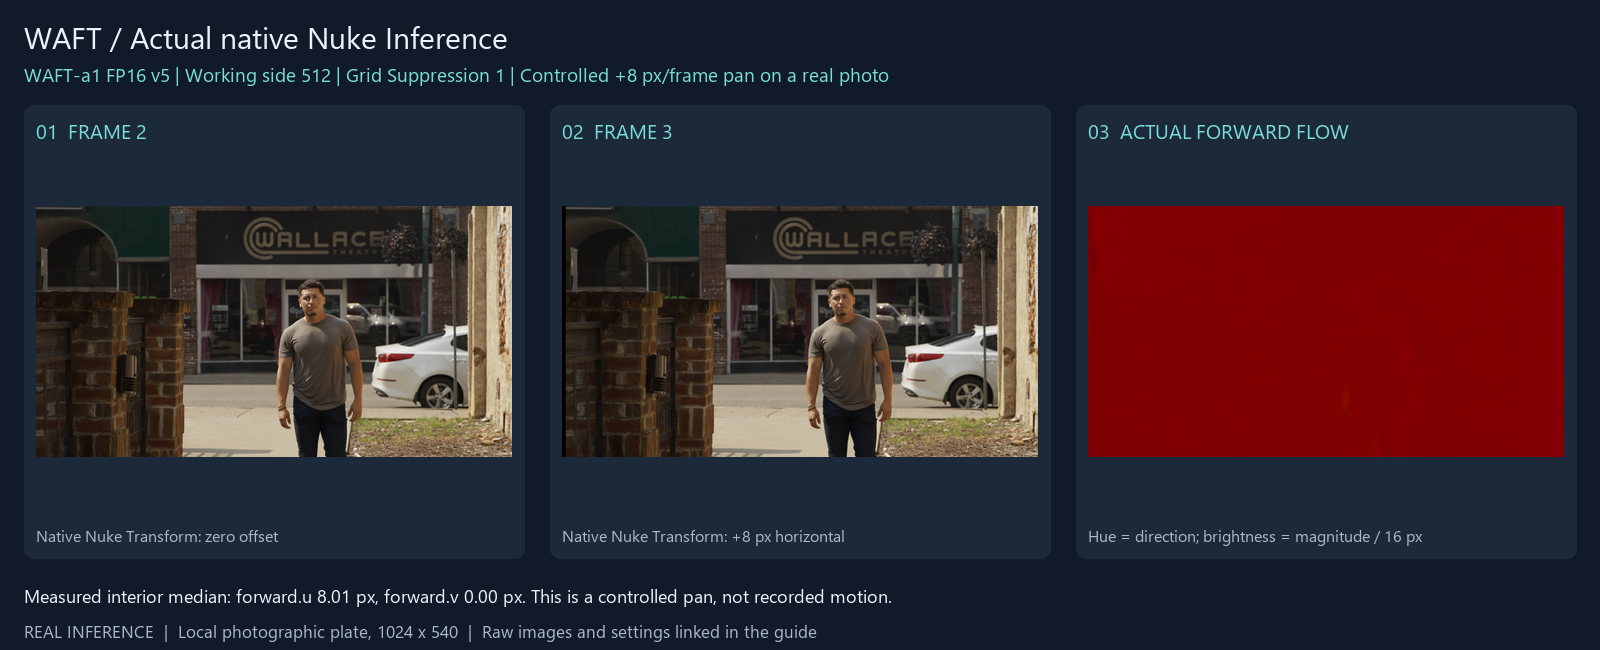 WAFT / Actual native Nuke Inference
WAFT-a1 FP16 v5 | Working side 512 | Grid Suppression 1 | Controlled +8 px/frame pan on a real photo
01 FRAME 2
02 FRAME 3
03 ACTUAL FORWARD FLOW
WALLACE
THEATER
WALLACE
THEATER
Native Nuke Transform: zero offset
Native Nuke Transform: +8 px horizontal
Hue = direction; brightness = magnitude / 16 px
Measured interior median: forward.u 8.01 px, forward.v 0.00 px. This is a controlled pan, not recorded motion.
REAL INFERENCE | Local photographic plate, 1024 x 540 | Raw images and settings linked in the guide